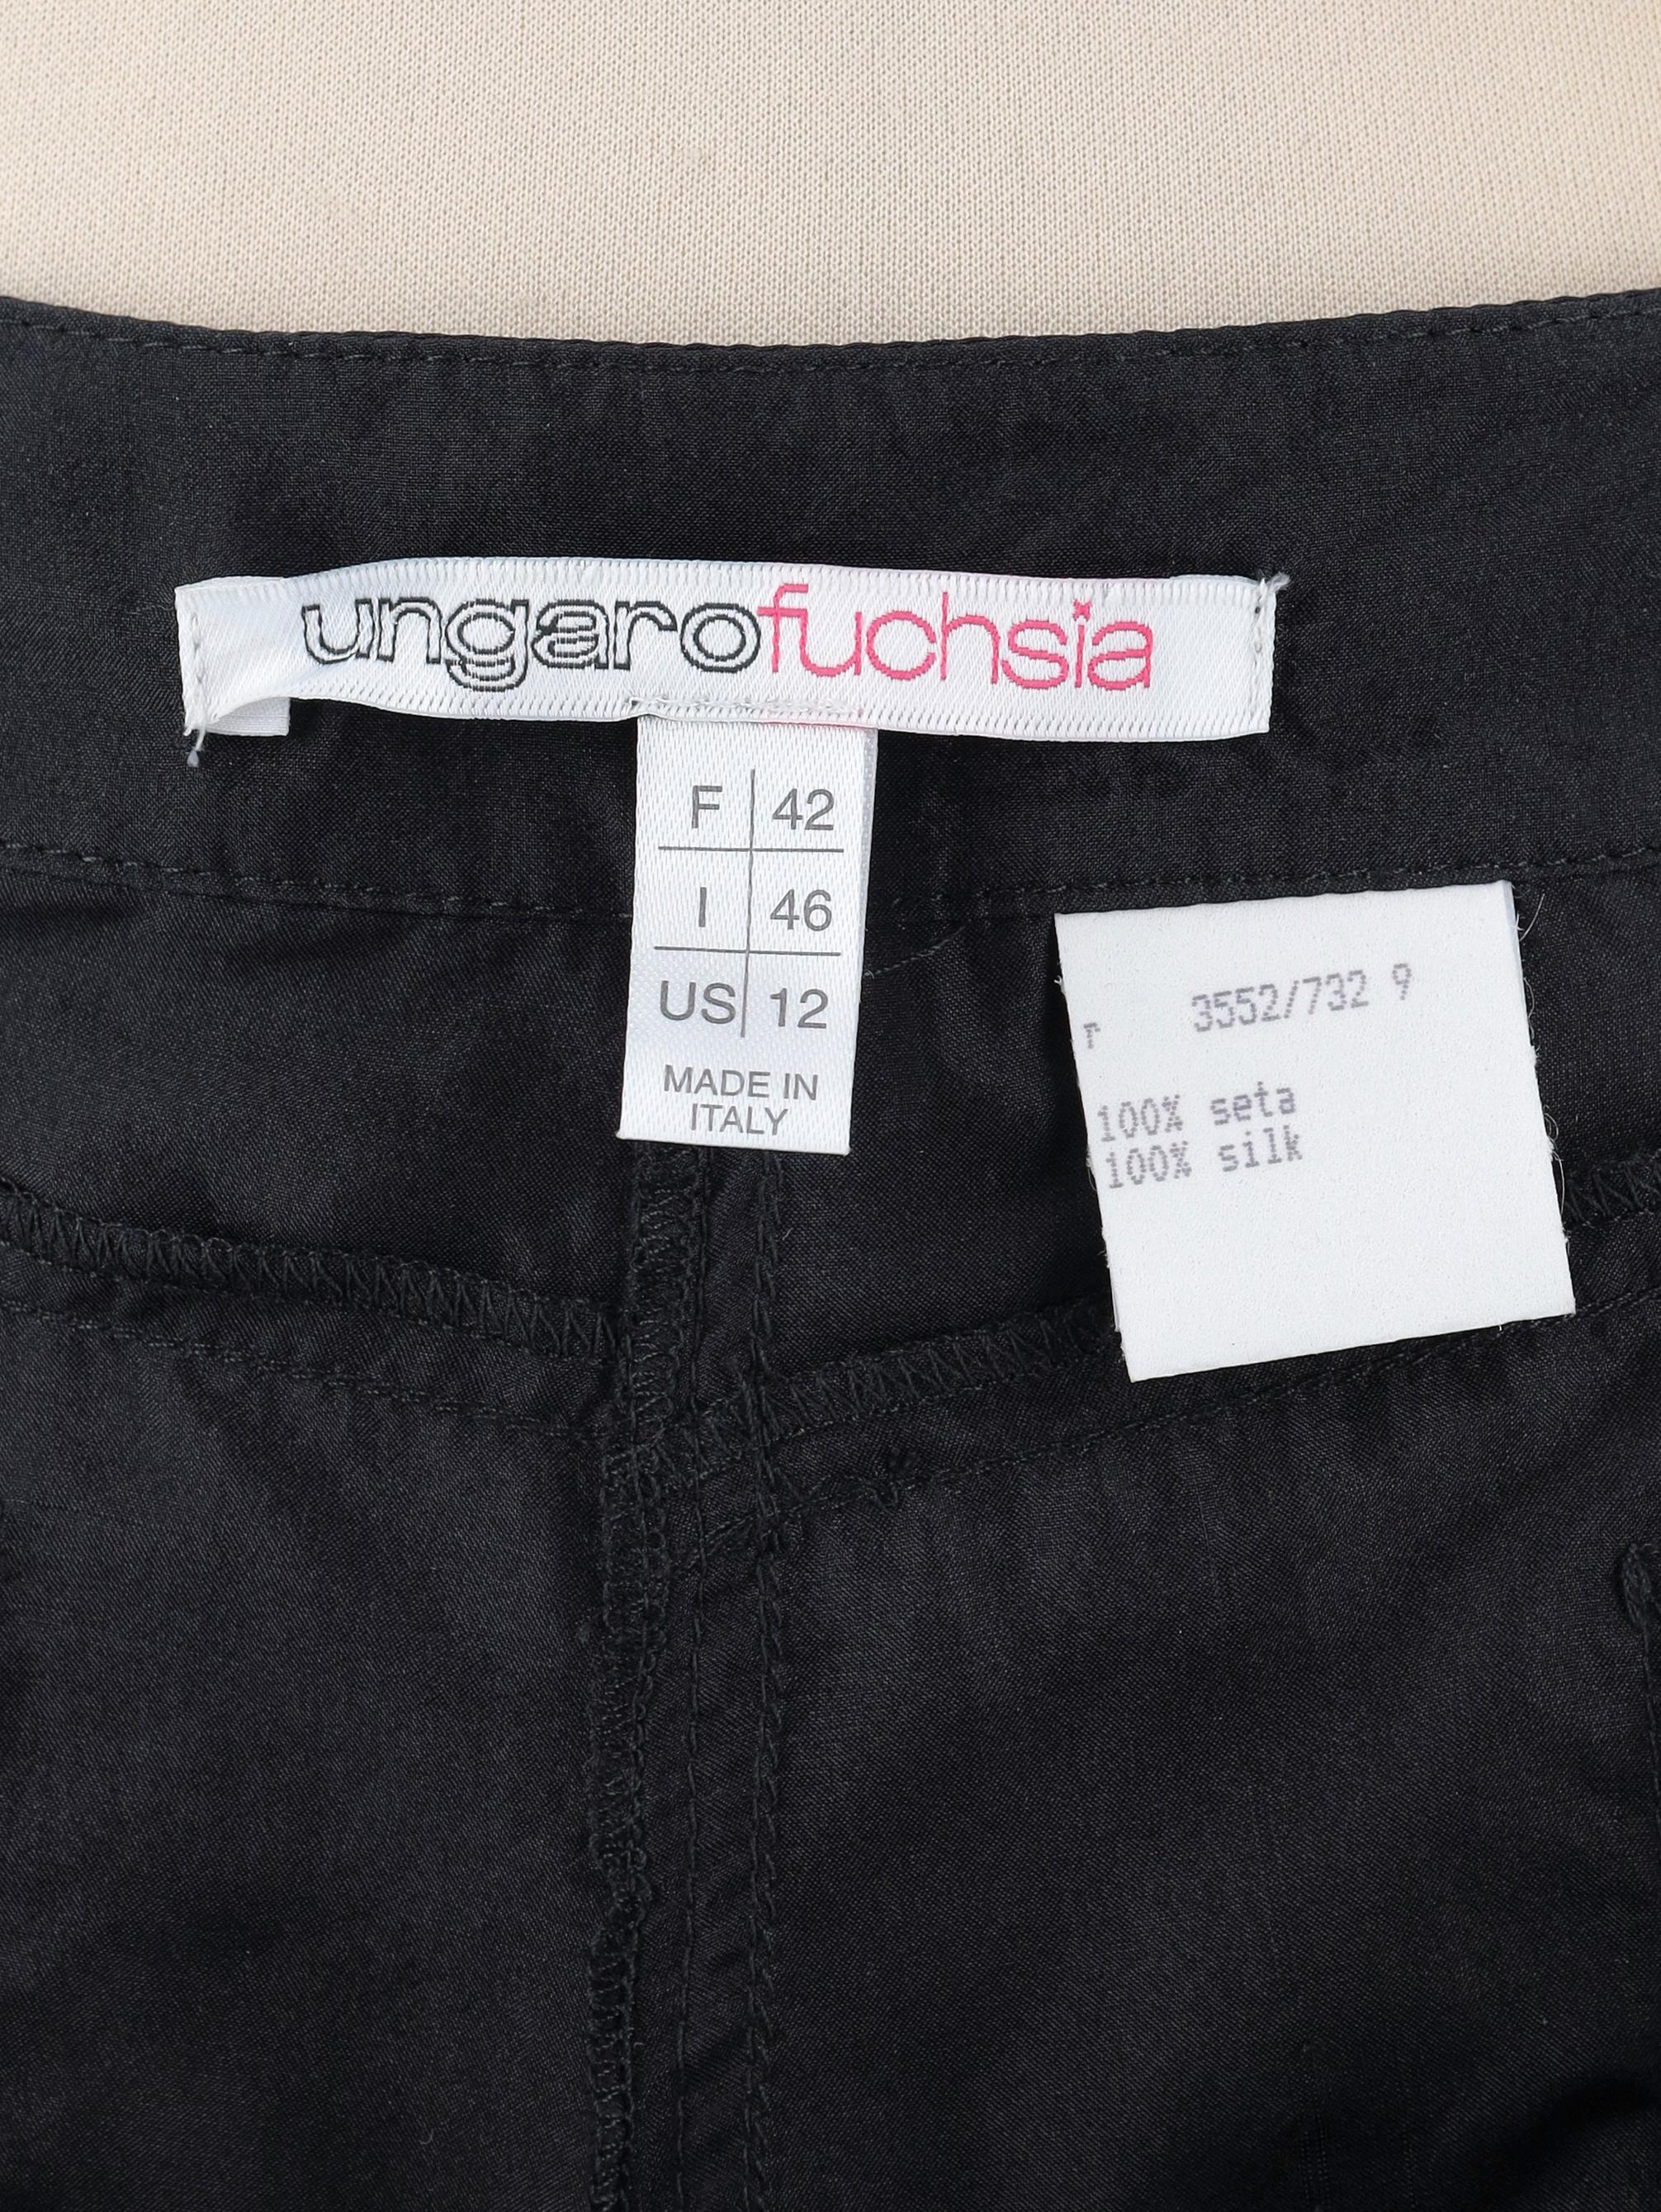 ungarofuchsia
F 42
I 46
US 12
MADE IN
ITALY
3552/732 9
100% seta
100% silk